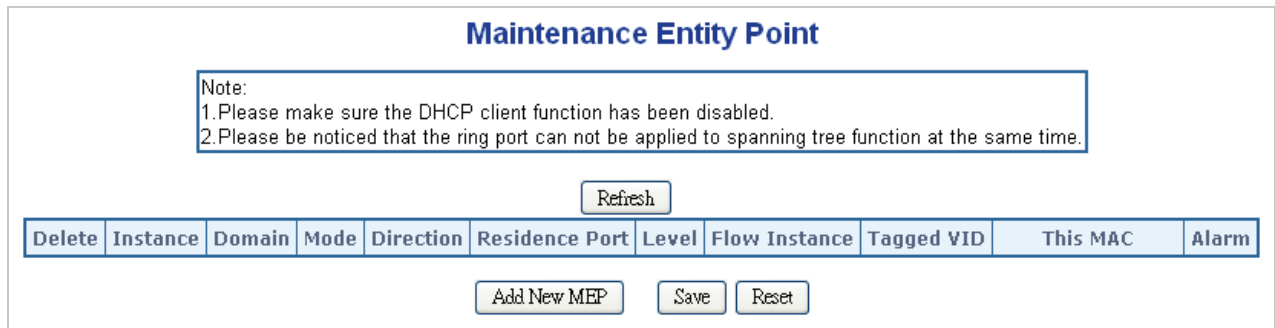 Maintenance Entity Point
Note:
1.Please make sure the DHCP client function has been disabled.
2.Please be noticed that the ring port can not be applied to spanning tree function at the same time.
Refresh
Delete Instance Domain Mode Direction Residence Port Level Flow Instance Tagged VID This MAC Alarm
Add New MEP Save Reset